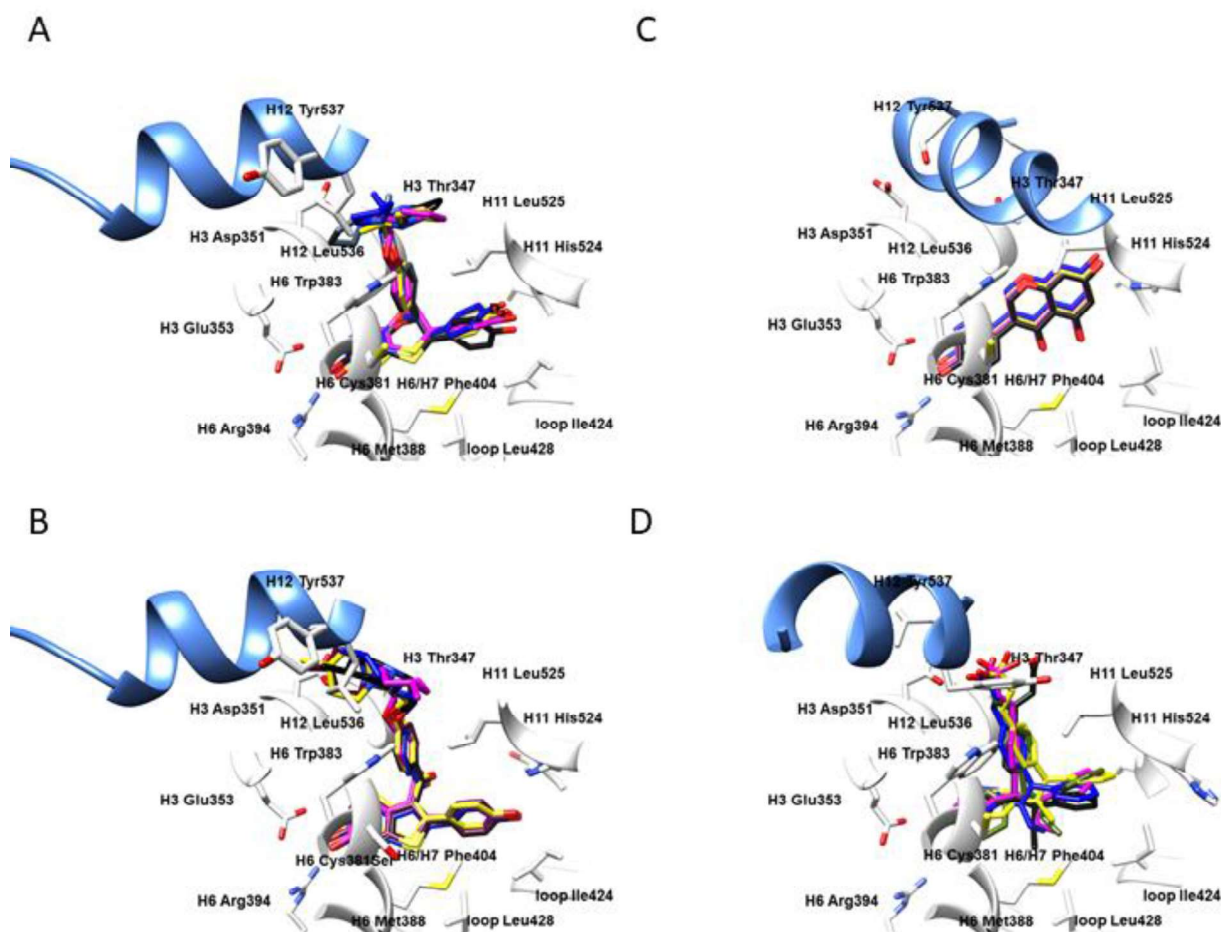 A
H12 Tyr537
H3 Thr347
H11 Leu525
H3 Asp351
H12 Leu536
H11 His524
H6 Trp383
H3 Glu353
H6 Cys381 H6/H7 Phe404
H6 Arg394
loop Ile424
H6 Met388
loop Leu428
C
H12 Tyr537
H3 Thr347
H11 Leu525
H3 Asp351
H12 Leu536
H11 His524
H6 Trp383
H3 Glu353
H6 Cys381 H6/H7 Phe404
H6 Arg394
loop Ile424
H6 Met388
loop Leu428
B
H12 Tyr537
H3 Thr347
H11 Leu525
H3 Asp351
H12 Leu536
H11 His524
H6 Trp383
H3 Glu353
H6 Cys381Ser H6/H7 Phe404
H6 Arg394
loop Ile424
H6 Met388
loop Leu428
D
H12 Tyr537
H3 Thr347
H11 Leu525
H3 Asp351
H12 Leu536
H11 His524
H6 Trp383
H3 Glu353
H6 Cys381 H6/H7 Phe404
H6 Arg394
loop Ile424
H6 Met388
loop Leu428